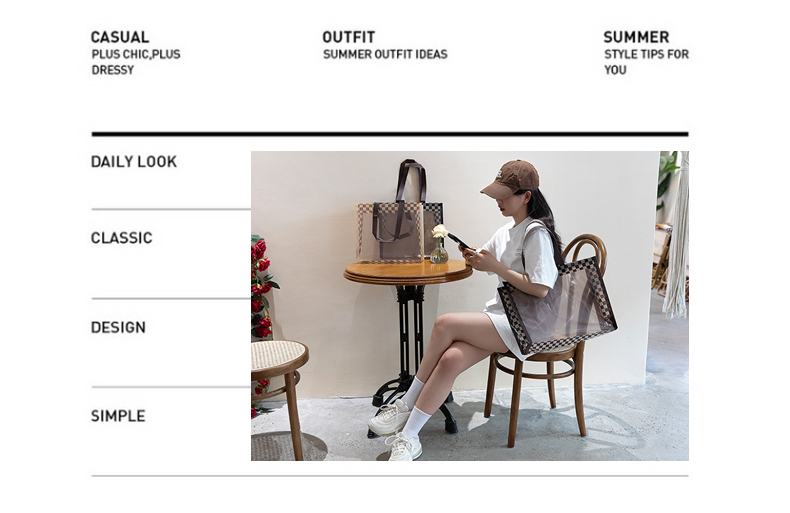 CASUAL
PLUS CHIC,PLUS
DRESSY
OUTFIT
SUMMER OUTFIT IDEAS
SUMMER
STYLE TIPS FOR
YOU
DAILY LOOK
CLASSIC
DESIGN
SIMPLE